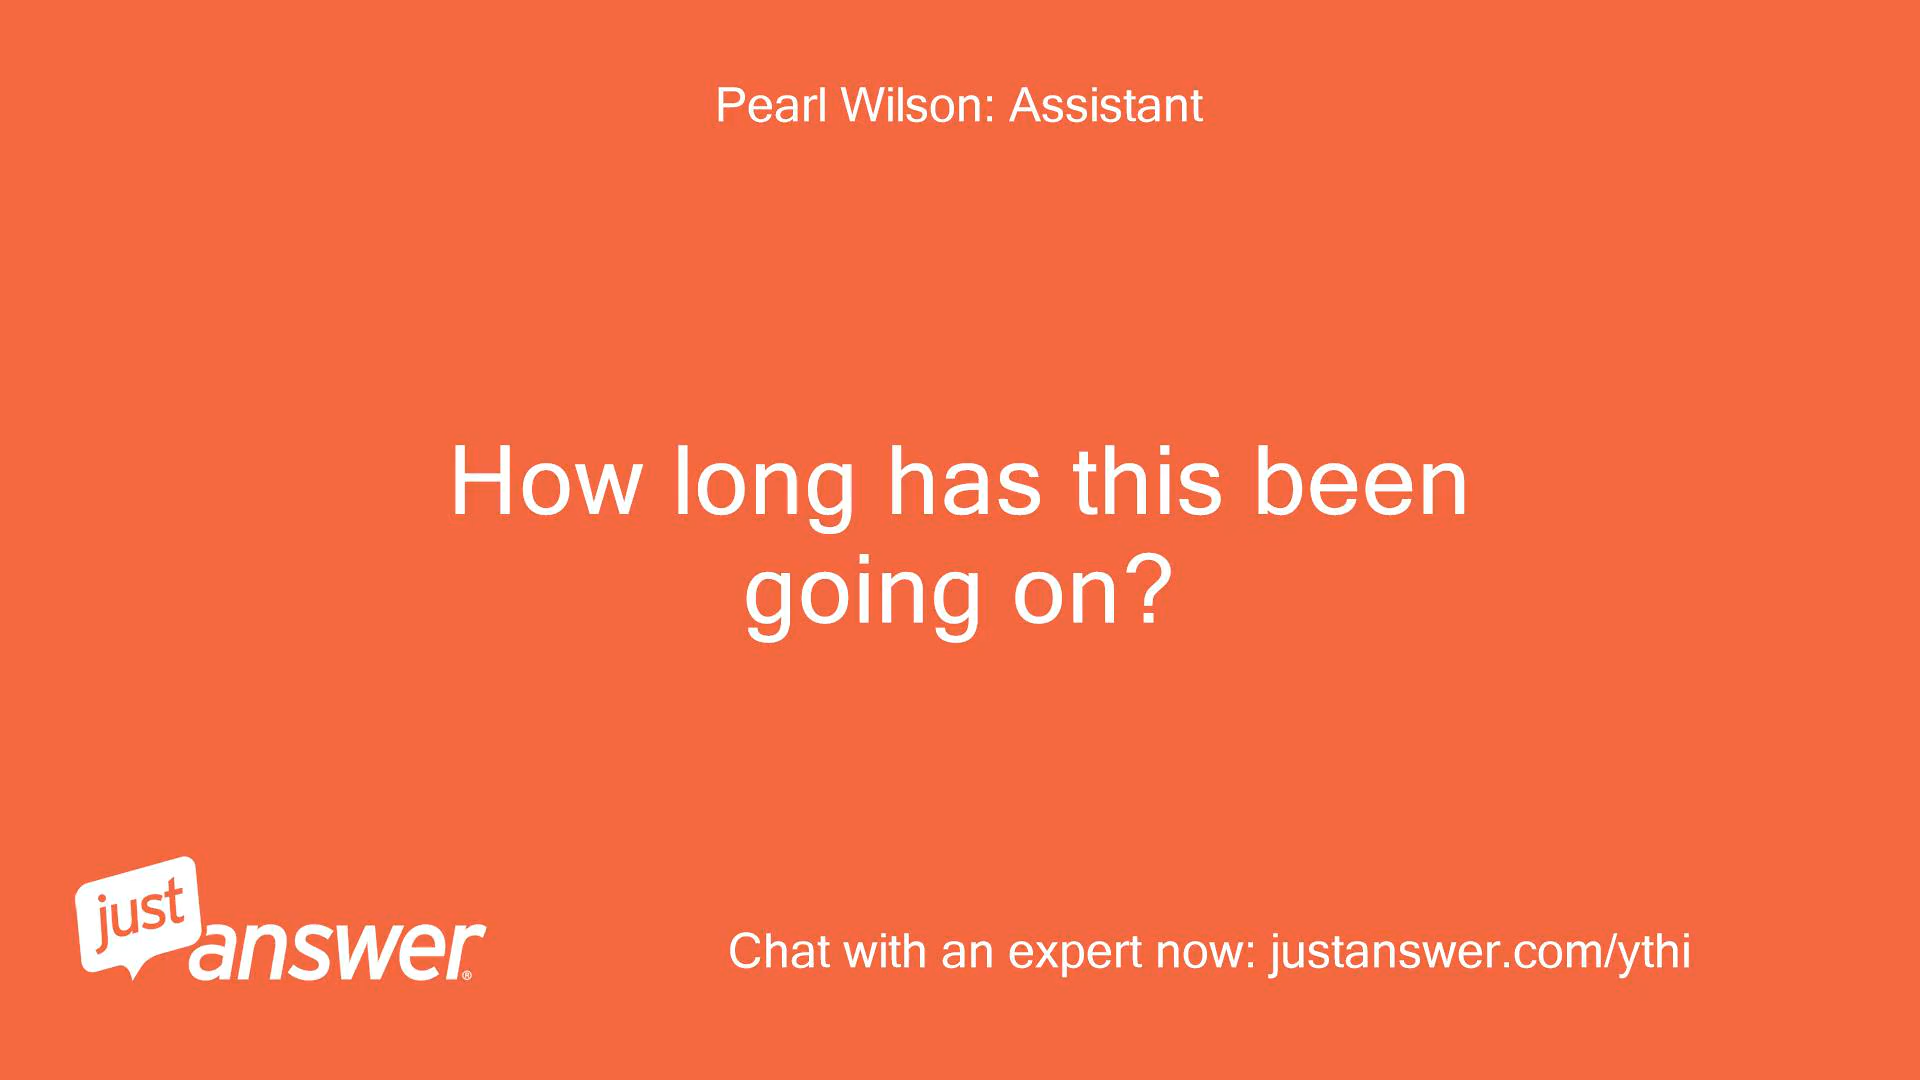 Pearl Wilson: Assistant
How long has this been
going on?
just
answer®
Chat with an expert now: justanswer.com/ythi